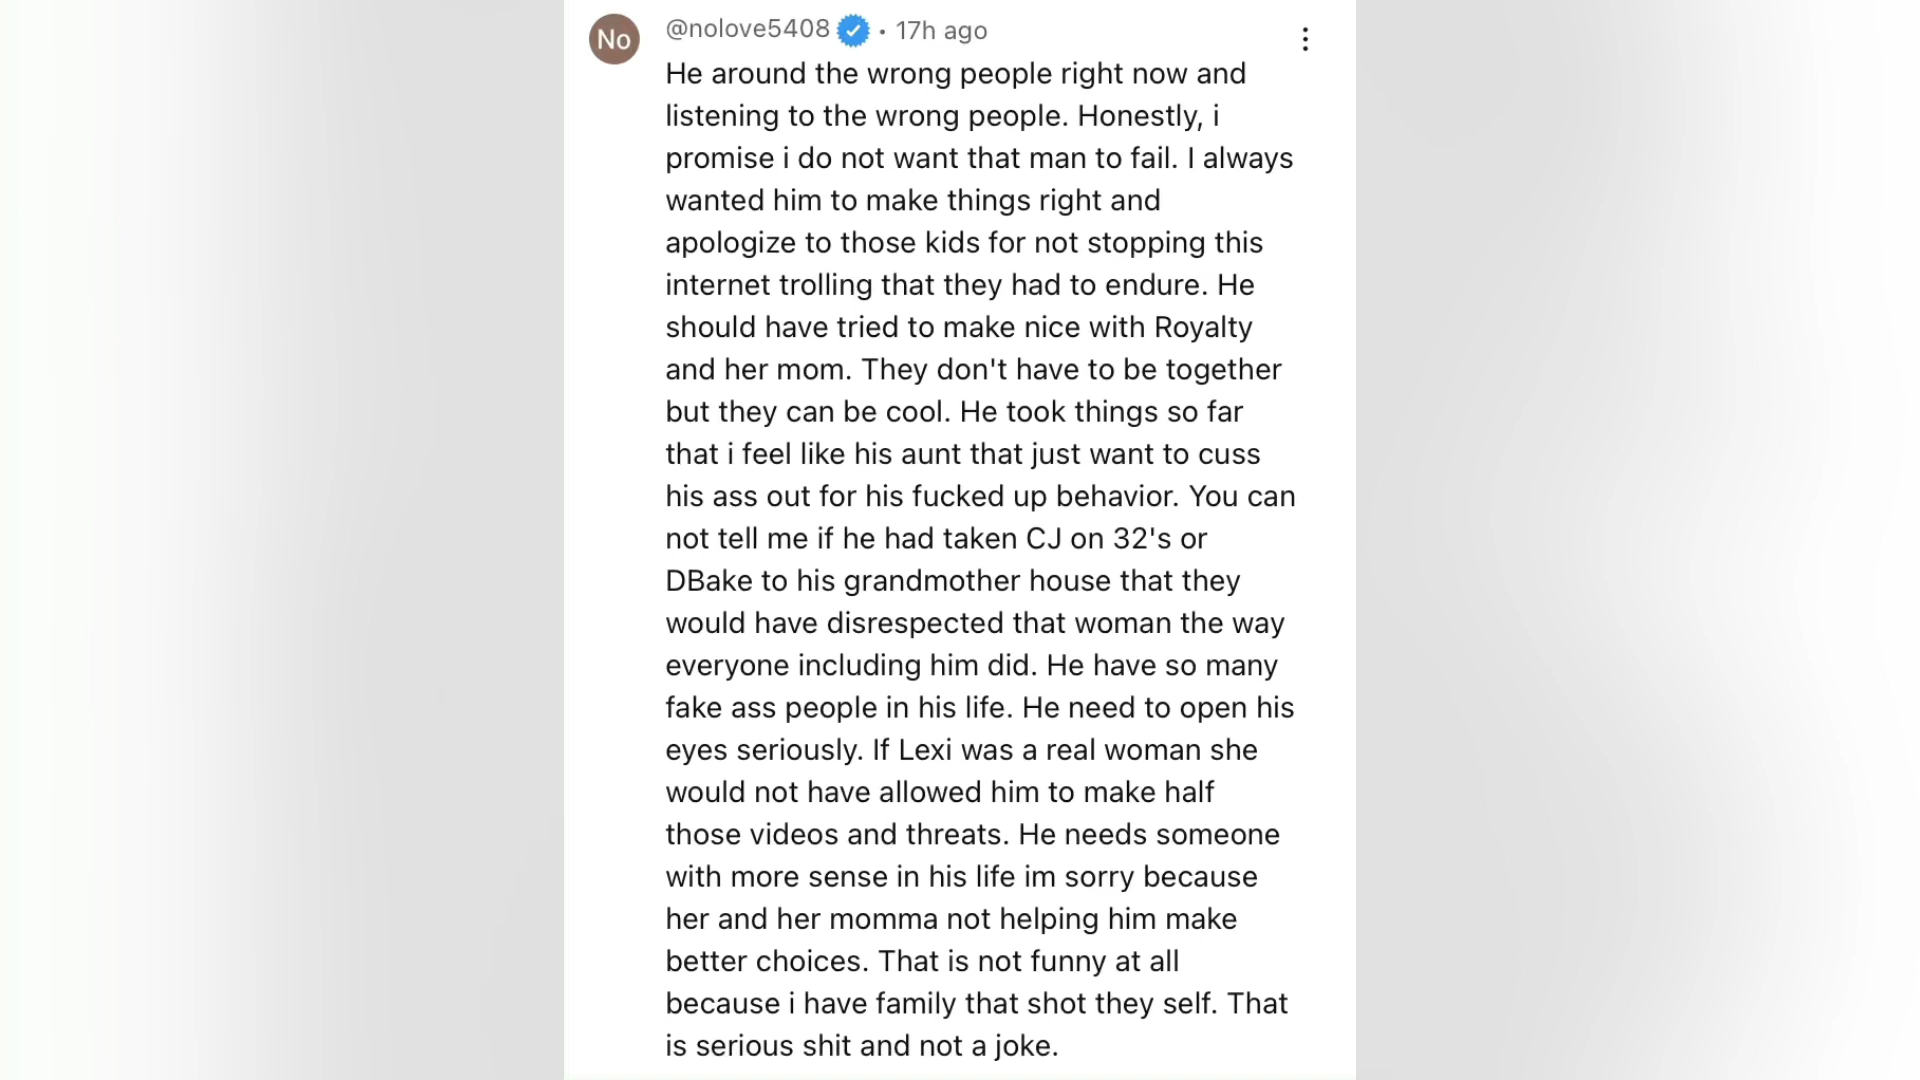 No
@nolove5408 • 17h ago
He around the wrong people right now and
listening to the wrong people. Honestly, i
promise i do not want that man to fail. I always
wanted him to make things right and
apologize to those kids for not stopping this
internet trolling that they had to endure. He
should have tried to make nice with Royalty
and her mom. They don't have to be together
but they can be cool. He took things so far
that i feel like his aunt that just want to cuss
his ass out for his fucked up behavior. You can
not tell me if he had taken CJ on 32's or
DBake to his grandmother house that they
would have disrespected that woman the way
everyone including him did. He have so many
fake ass people in his life. He need to open his
eyes seriously. If Lexi was a real woman she
would not have allowed him to make half
those videos and threats. He needs someone
with more sense in his life im sorry because
her and her momma not helping him make
better choices. That is not funny at all
because i have family that shot they self. That
is serious shit and not a joke.